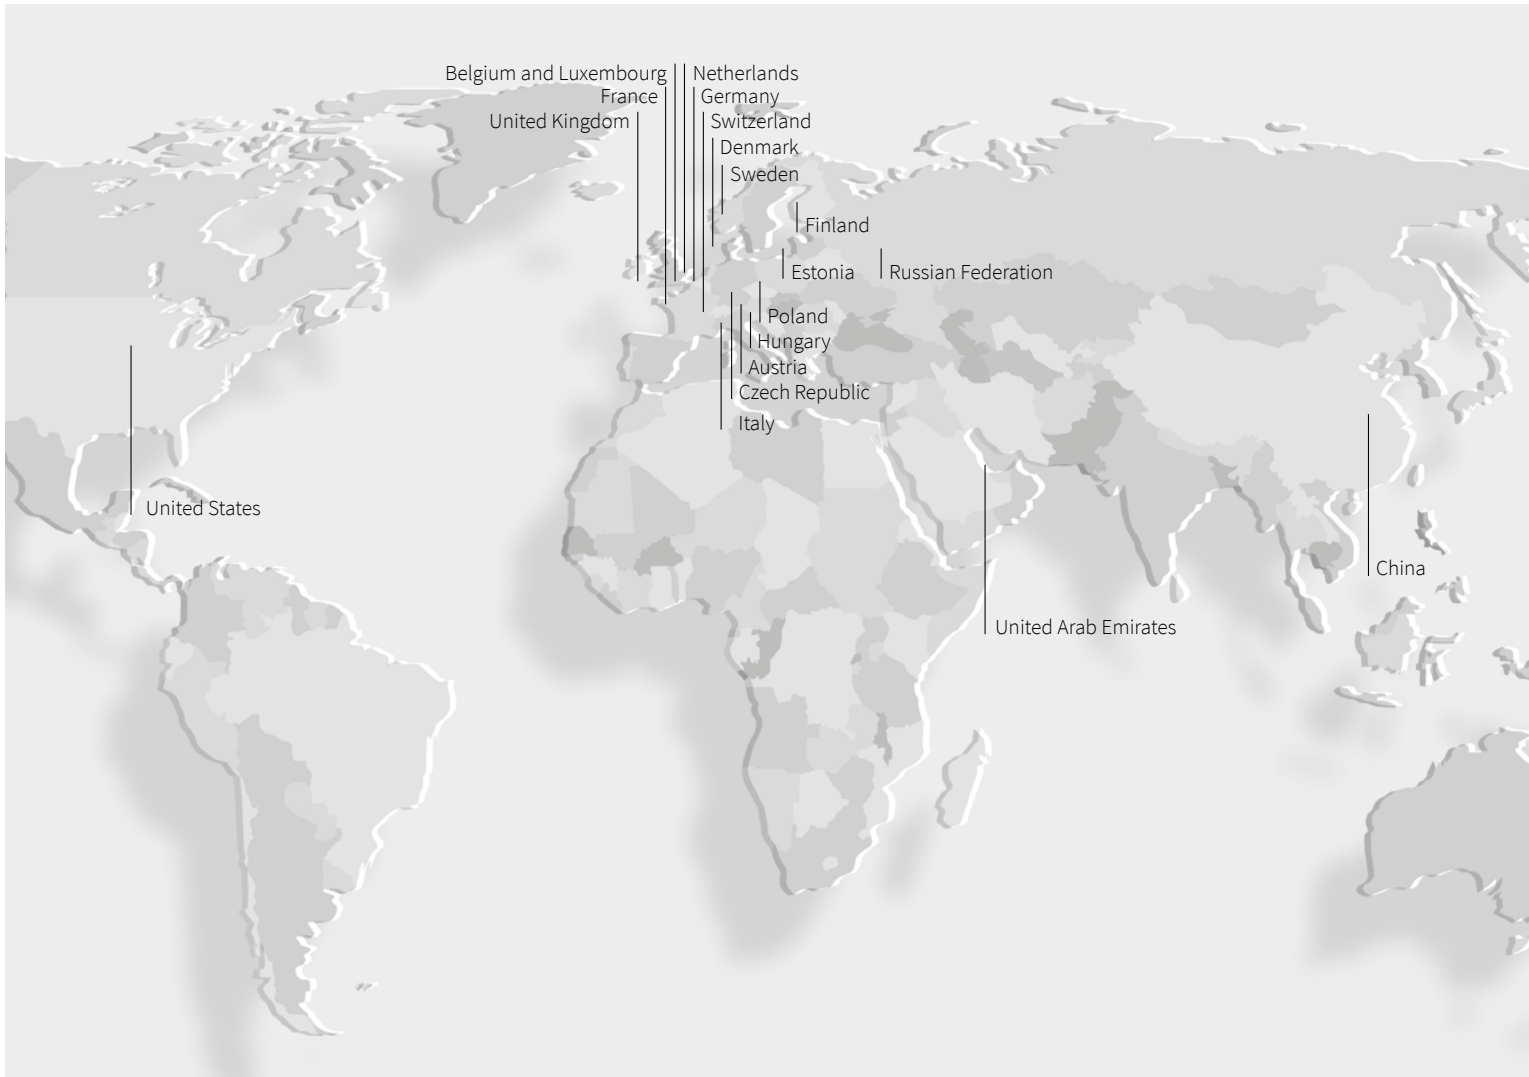 Belgium and Luxembourg
Netherlands
France
Germany
United Kingdom
Switzerland
Denmark
Sweden
Finland
Estonia
Russian Federation
Poland
Hungary
Austria
Czech Republic
Italy
United States
China
United Arab Emirates